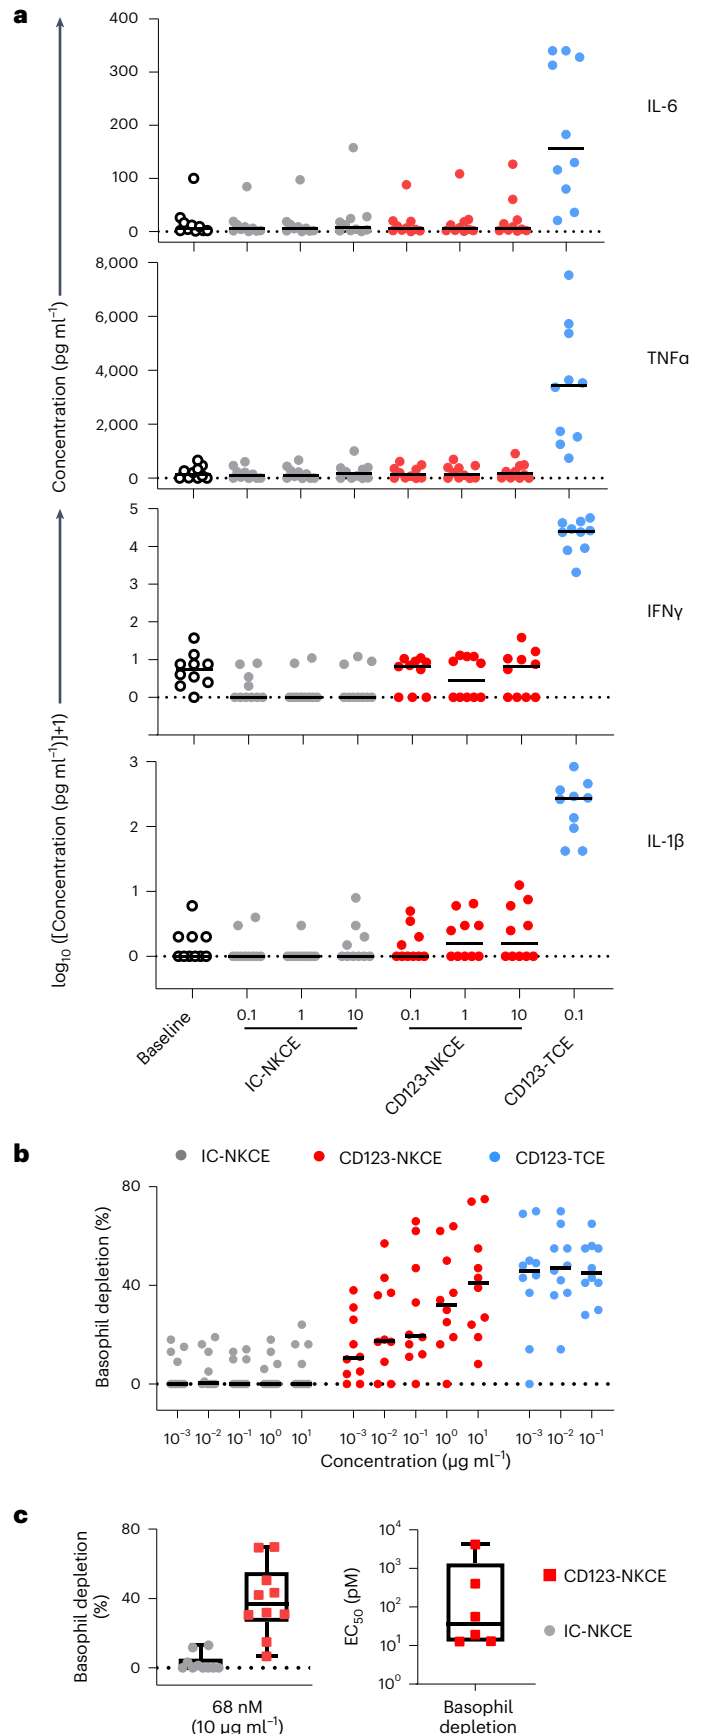 a
400
300
200
100
0
IL-6
8,000
6,000
4,000
2,000
0
TNFα
Concentration (pg ml⁻¹)
5
4
3
2
1
0
IFNγ
3
2
1
0
IL-1β
log₁₀ ([Concentration (pg ml⁻¹)]+1)
Baseline
0.1 1 10 0.1 1 10 0.1
IC-NKCE
CD123-NKCE
CD123-TCE
b
IC-NKCE CD123-NKCE CD123-TCE
Basophil depletion (%)
80
40
0
10⁻³ 10⁻² 10⁻¹ 10⁰ 10¹ 10⁻³ 10⁻² 10⁻¹ 10⁰ 10¹ 10⁻³ 10⁻² 10⁻¹
Concentration (µg ml⁻¹)
c
Basophil depletion
(%)
80
40
0
68 nM
(10 µg ml⁻¹)
EC₅₀ (pM)
10⁴
10³
10²
10¹
10⁰
Basophil
depletion
CD123-NKCE
IC-NKCE